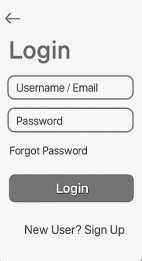 Login
Username / Email
Password
Forgot Password
Login
New User? Sign Up